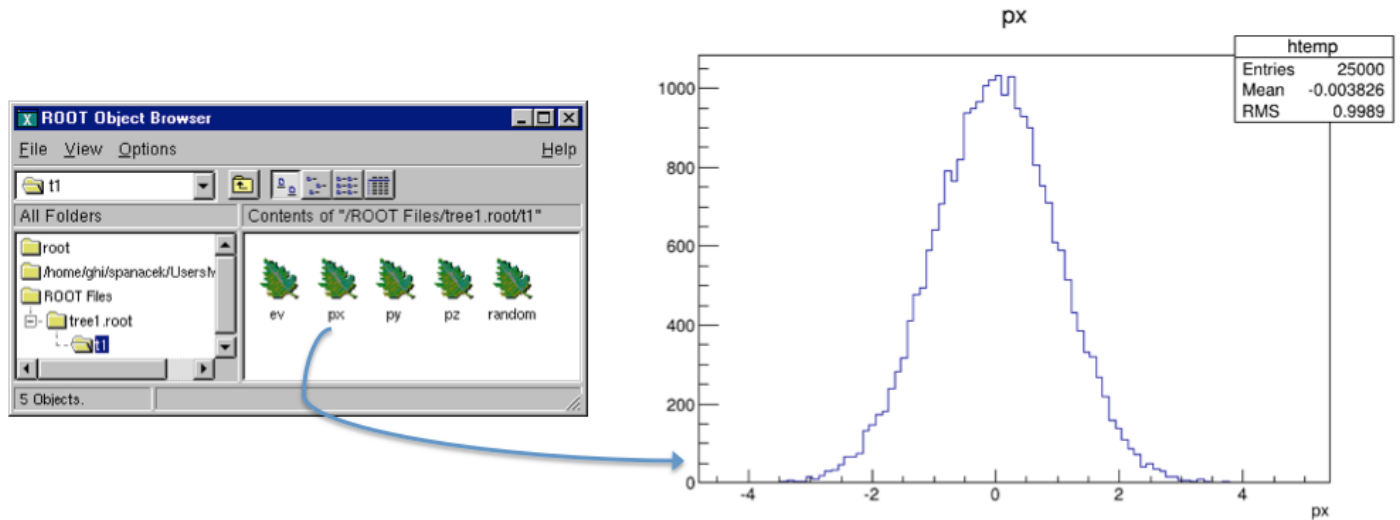 ROOT Object Browser
File View Options Help
t1
All Folders
Contents of "/ROOT Files/tree1.root/t1"
root
/home/ghi/spanacek/Users/v
ROOT Files
tree1.root
t1
ev px py pz random
5 Objects.
px
htemp
Entries 25000
Mean -0.003826
RMS 0.9989
1000
800
600
400
200
0
-4 -2 0 2 4
px